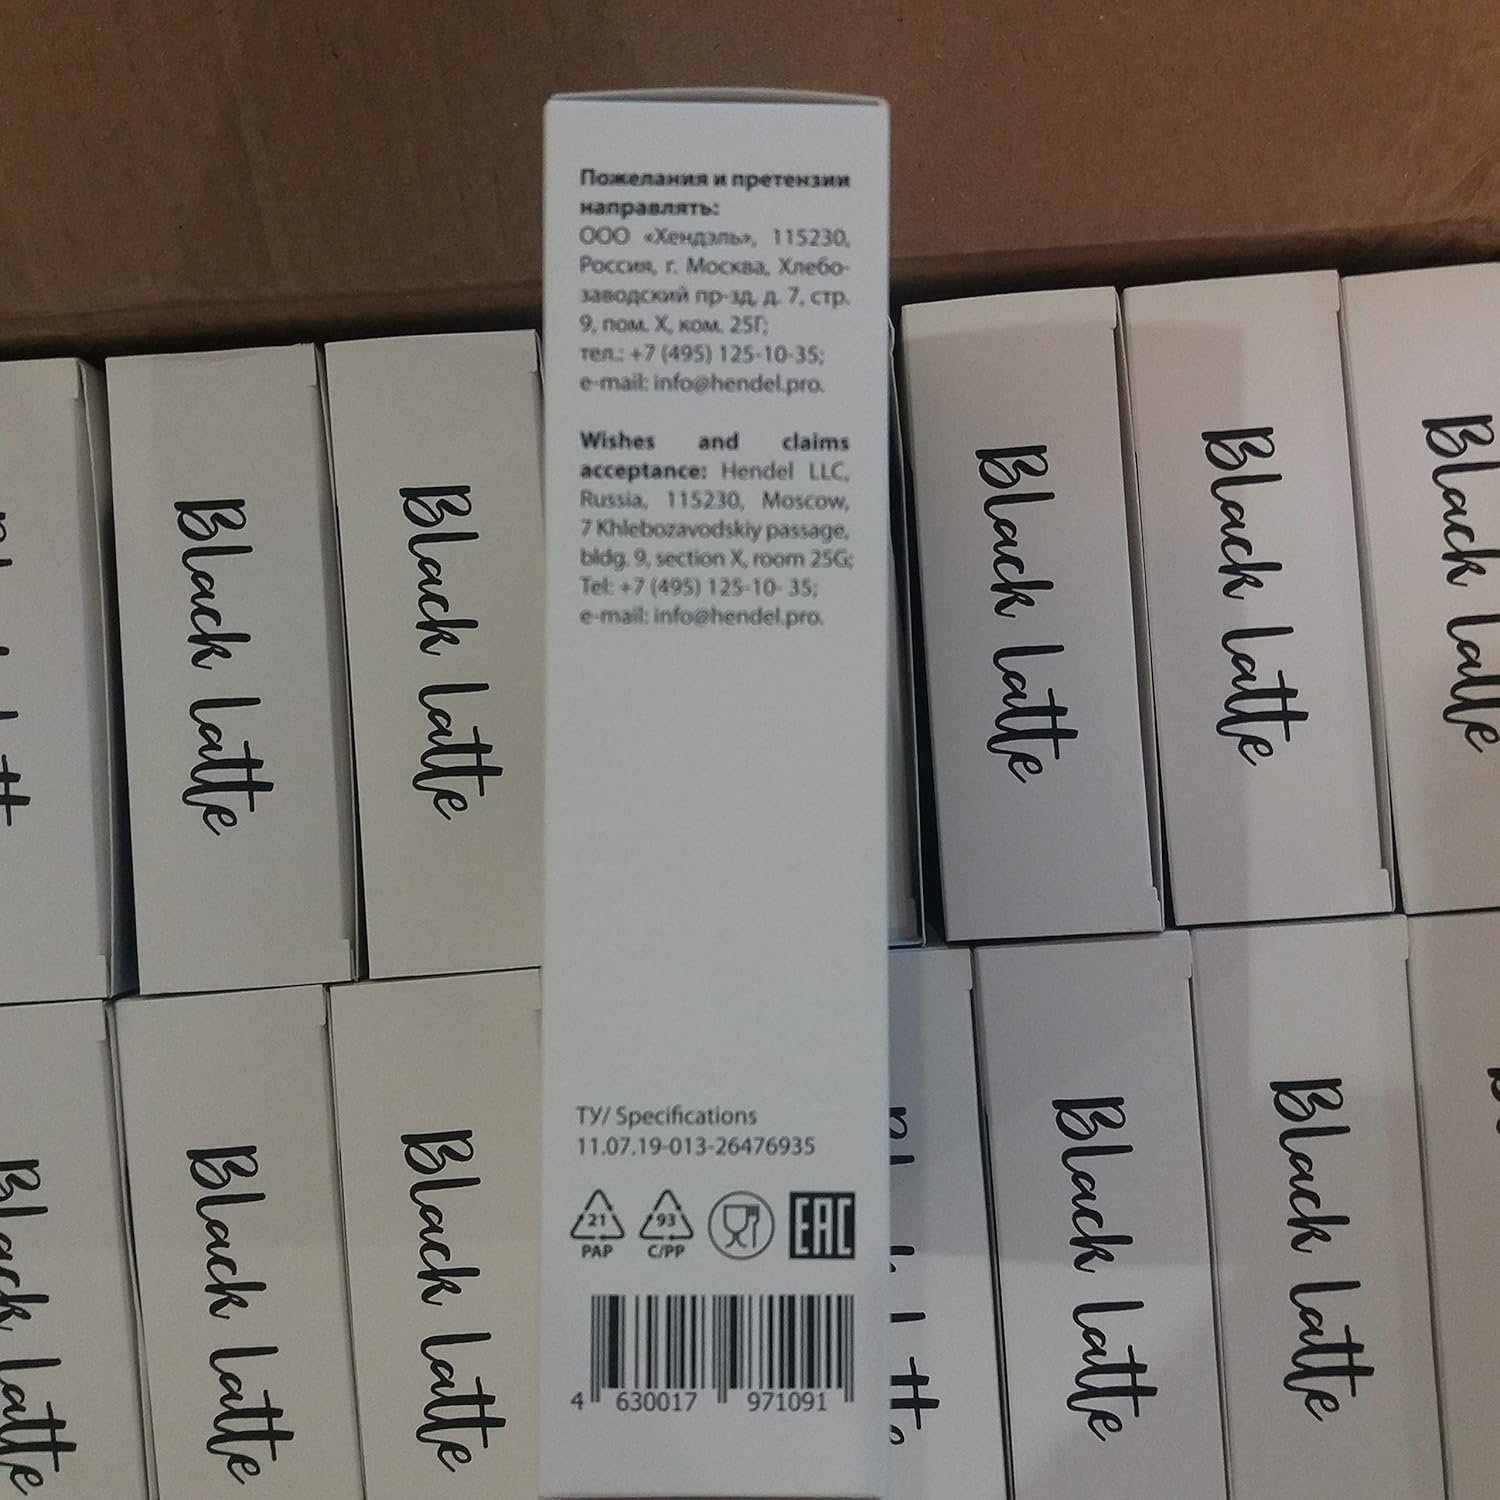 Пожелания и претензии
направлять:
ООО «Хендэль», 115230,
Россия, г. Москва, Хлебо-
заводский пр-зд, д. 7, стр.
9, пом. X, ком. 25Г;
тел.: +7 (495) 125-10-35;
e-mail: info@hendel.pro.
Wishes and claims
acceptance: Hendel LLC,
Russia, 115230, Moscow,
7 Khlebozavodskiy passage,
bldg. 9, section X, room 25G;
Tel: +7 (495) 125-10- 35;
e-mail: info@hendel.pro.
ТУ/ Specifications
11.07.19-013-26476935
21
PAP
93
C/PP
EAC
4 630017 971091
Black Latte
Black Latte
Black Latte
Black Latte
Black Latte
Black Latte
Black Latte
Black Latte
Black Latte
Black Latte